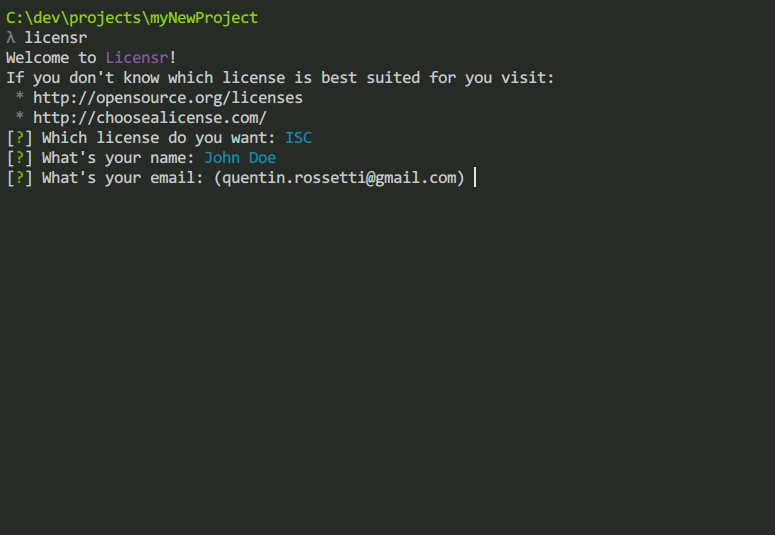 C:\dev\projects\myNewProject
λ licensr
Welcome to Licensr!
If you don't know which license is best suited for you visit:
* http://opensource.org/licenses
* http://choosealicense.com/
[?] Which license do you want: ISC
[?] What's your name: John Doe
[?] What's your email: (quentin.rossetti@gmail.com)